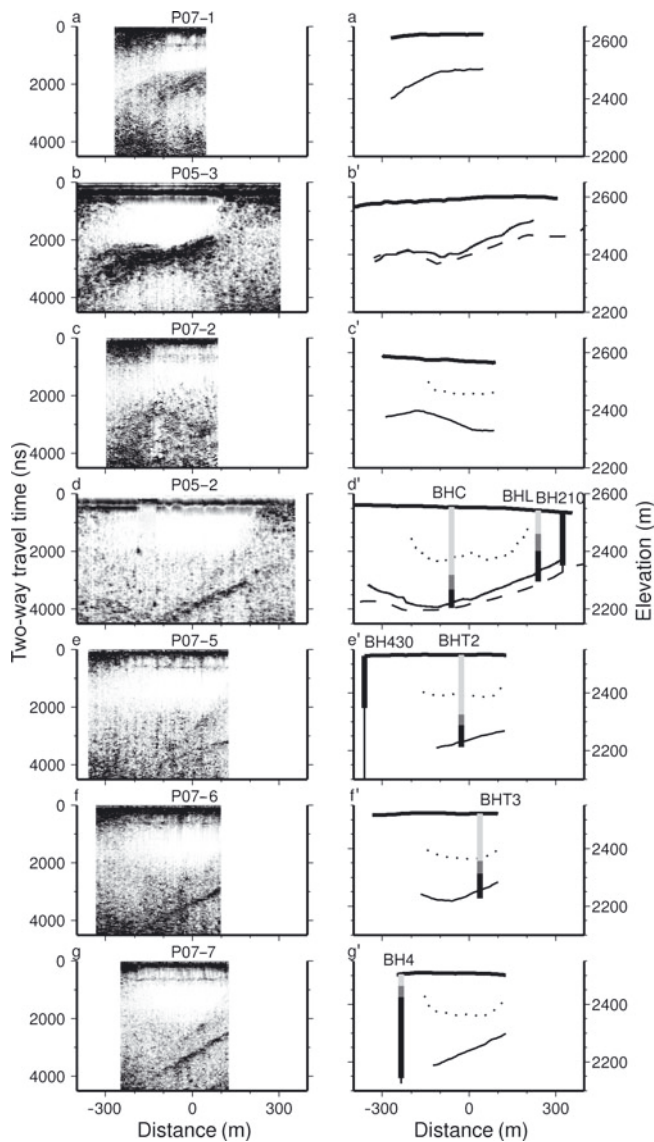 a P07-1 a
0 2600
2000 2400
4000 2200
b P05-3 b'
0 2600
2000 2400
4000 2200
c P07-2 c'
0 2600
2000 2400
4000 2200
d P05-2 d' BHC BHL BH210
0 2600
2000 2400
4000 2200
e P07-5 e' BH430 BHT2
0
2000 2400
4000 2200
f P07-6 f' BHT3
0
2000 2400
4000 2200
g P07-7 g' BH4
0
2000 2400
4000 2200
-300 0 300 -300 0 300
Distance (m) Distance (m)
Two-way travel time (ns)
Elevation (m)